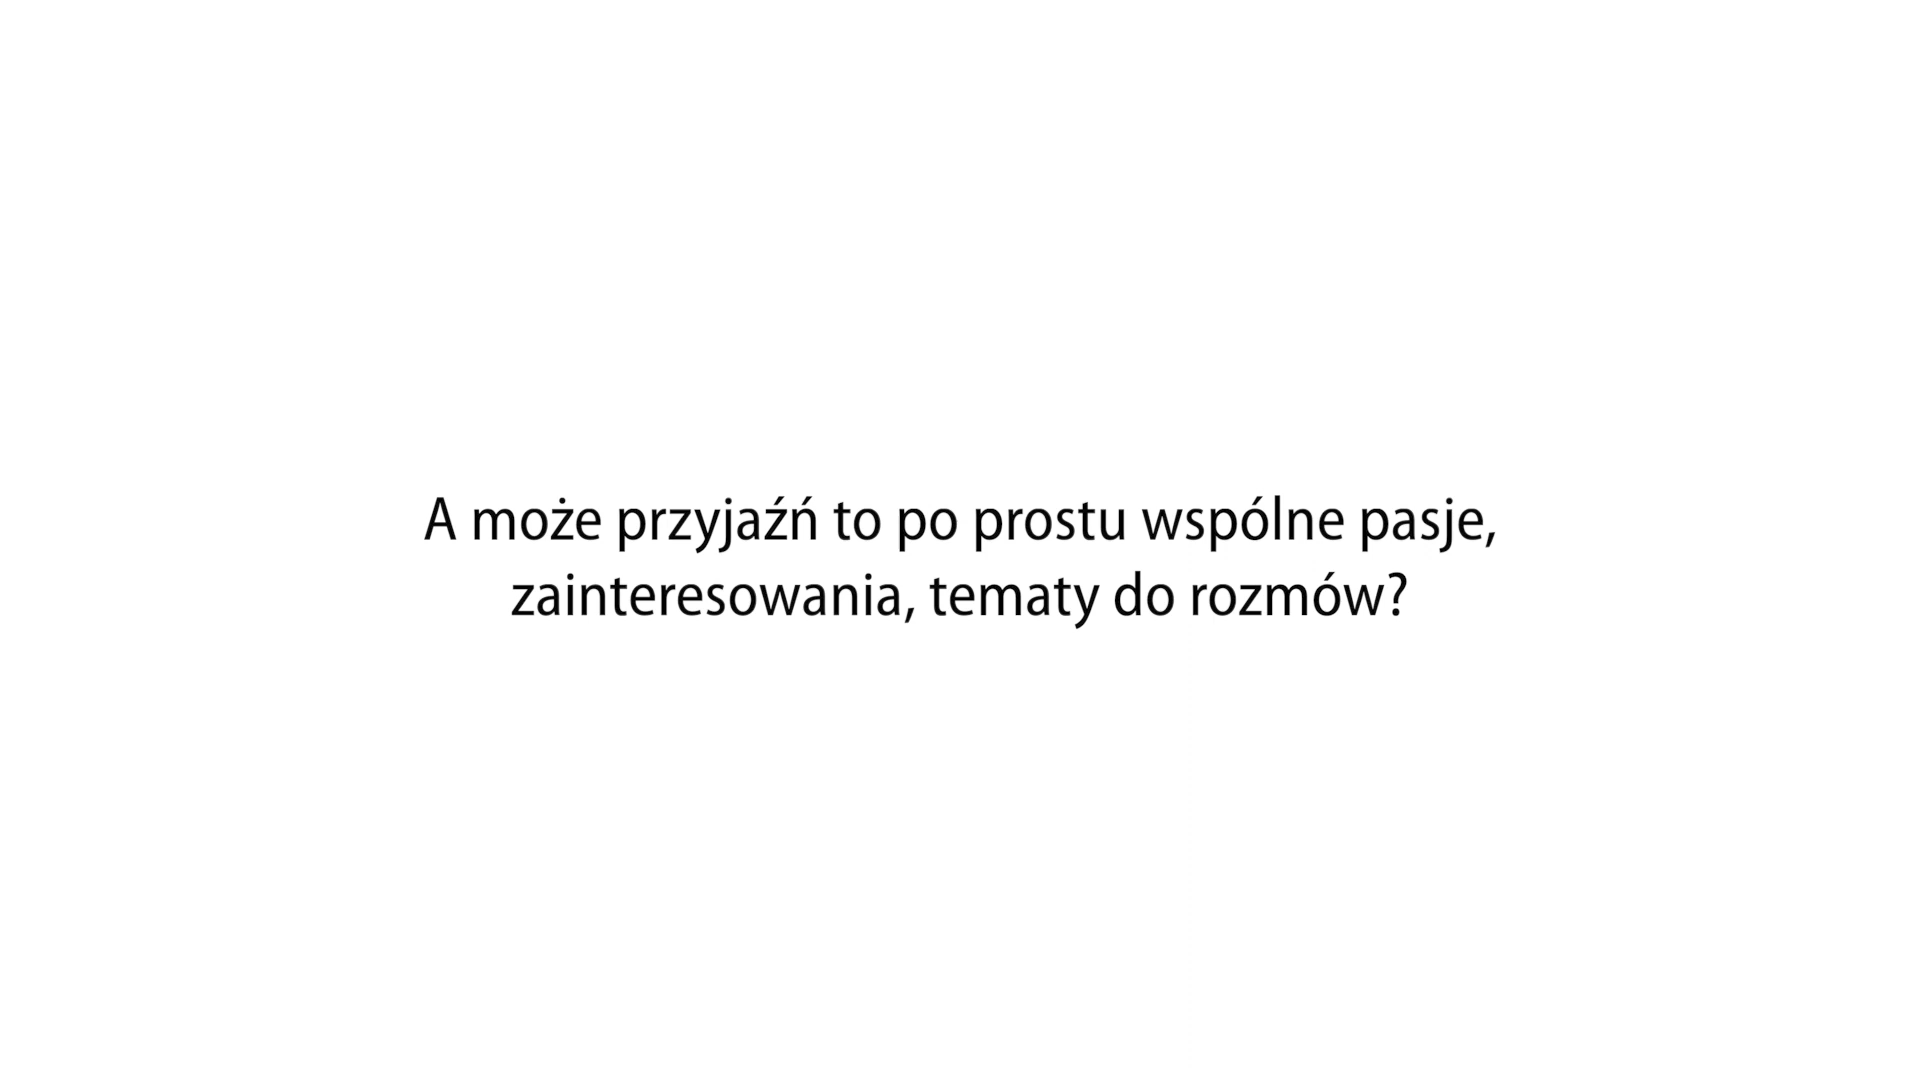 A może przyjaźń to po prostu wspólne pasje,
zainteresowania, tematy do rozmów?